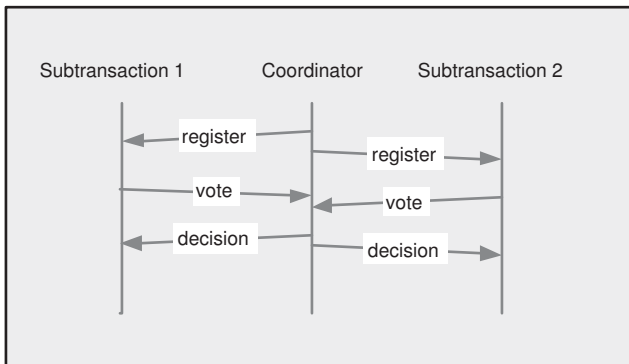 Subtransaction 1 Coordinator Subtransaction 2
register
register
vote
vote
decision
decision